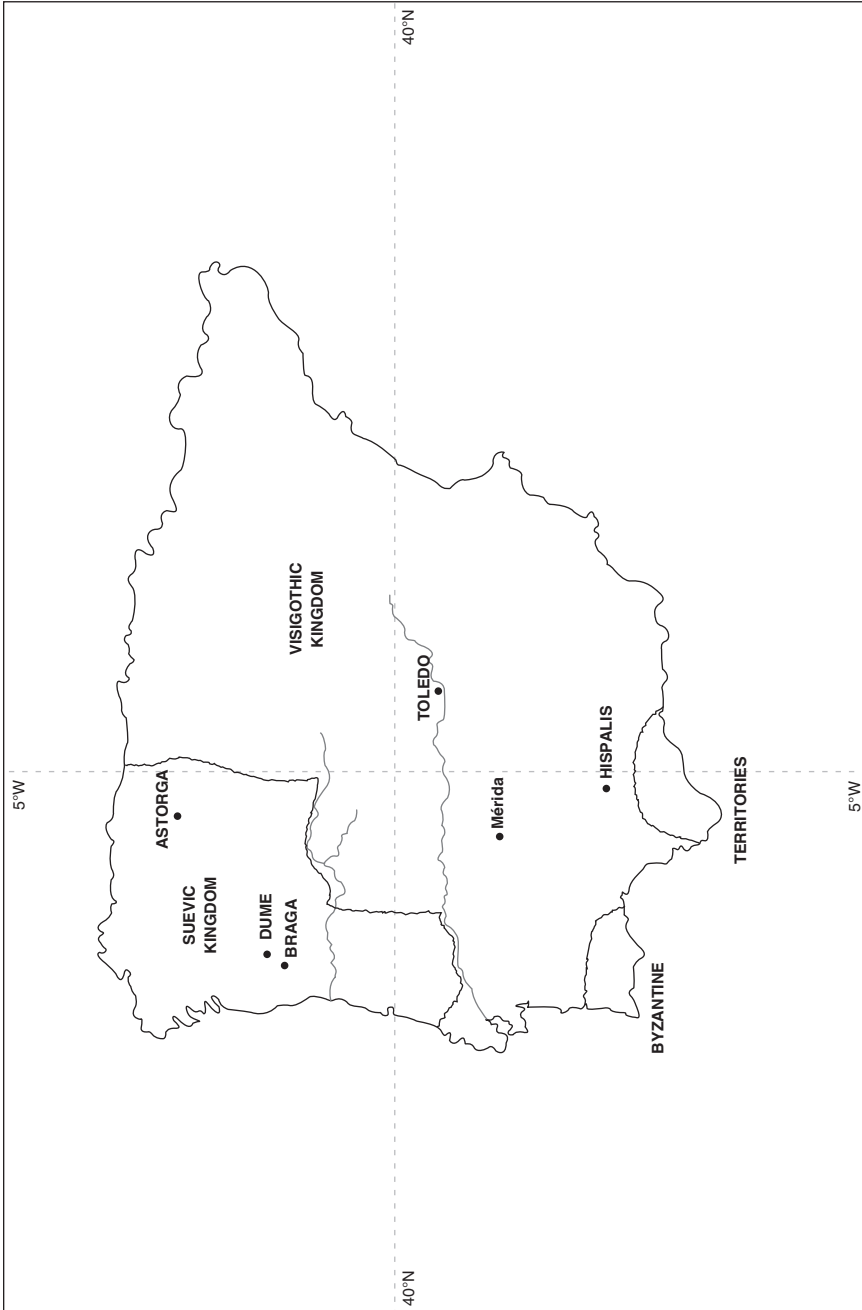 5°W
40°N
ASTORGA
SUEVIC
KINGDOM
DUME
BRAGA
VISIGOTHIC
KINGDOM
40°N
TOLEDO
Mérida
HISPALIS
BYZANTINE
TERRITORIES
5°W